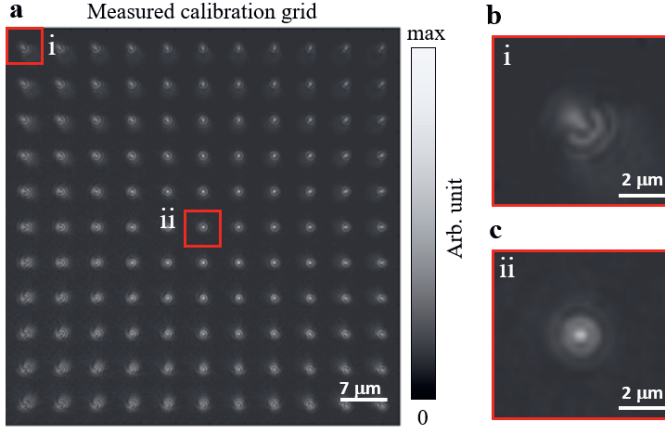 a Measured calibration grid
i
ii
7 μm
max
Arb. unit
0
b
i
2 μm
c
ii
2 μm